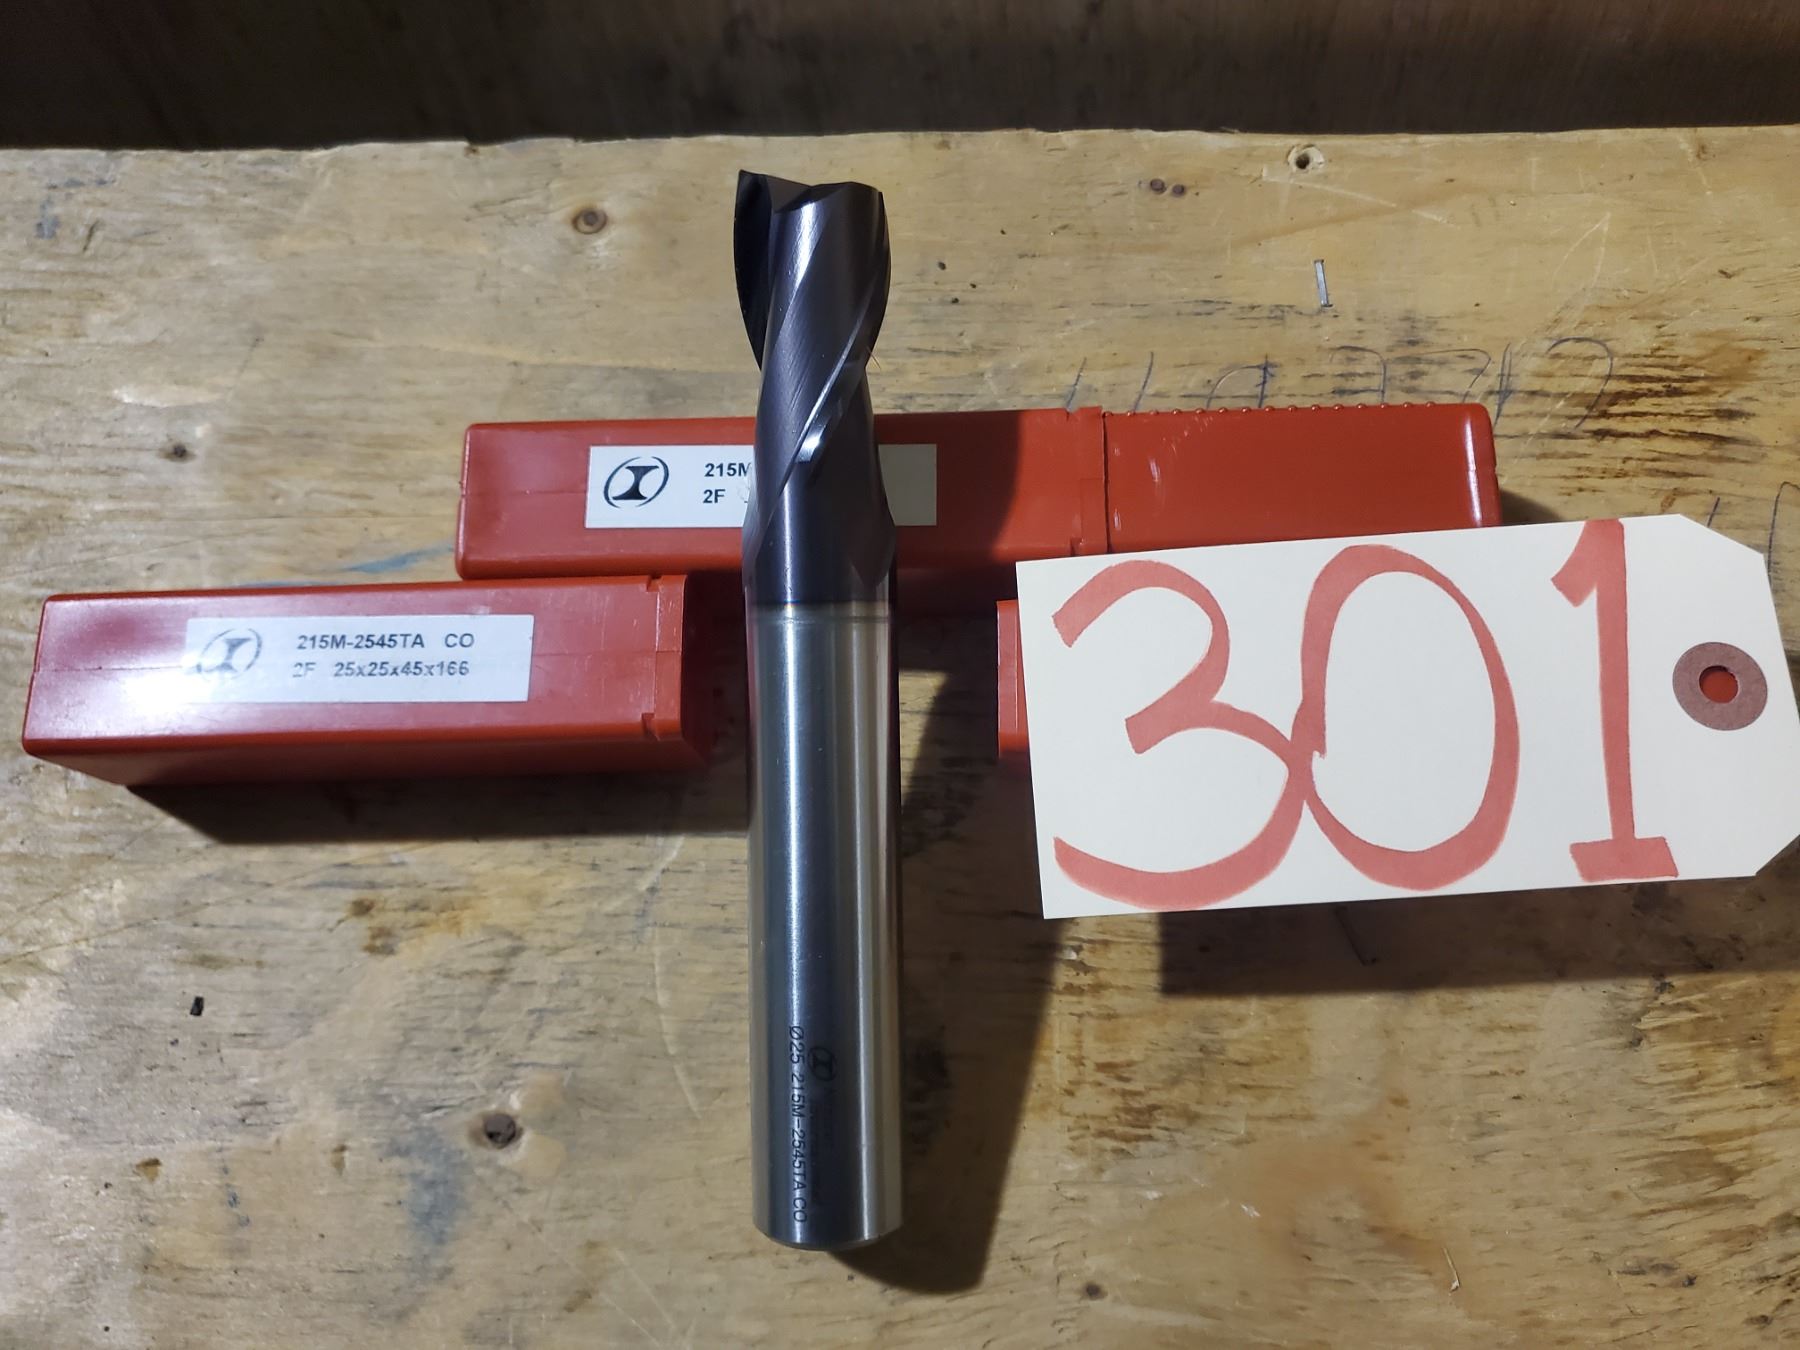 215M
2F
215M-2545TA CO
2F 25x25x45x166
301
Ø25 215M-2545TA CO